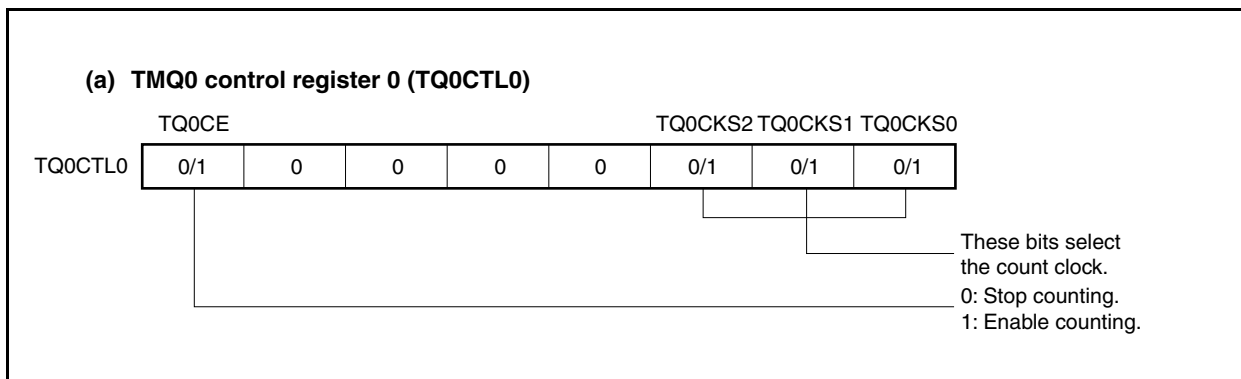 (a) TMQ0 control register 0 (TQ0CTL0)
TQ0CE TQ0CKS2 TQ0CKS1 TQ0CKS0
TQ0CTL0 0/1 0 0 0 0 0/1 0/1 0/1
These bits select
the count clock.
0: Stop counting.
1: Enable counting.